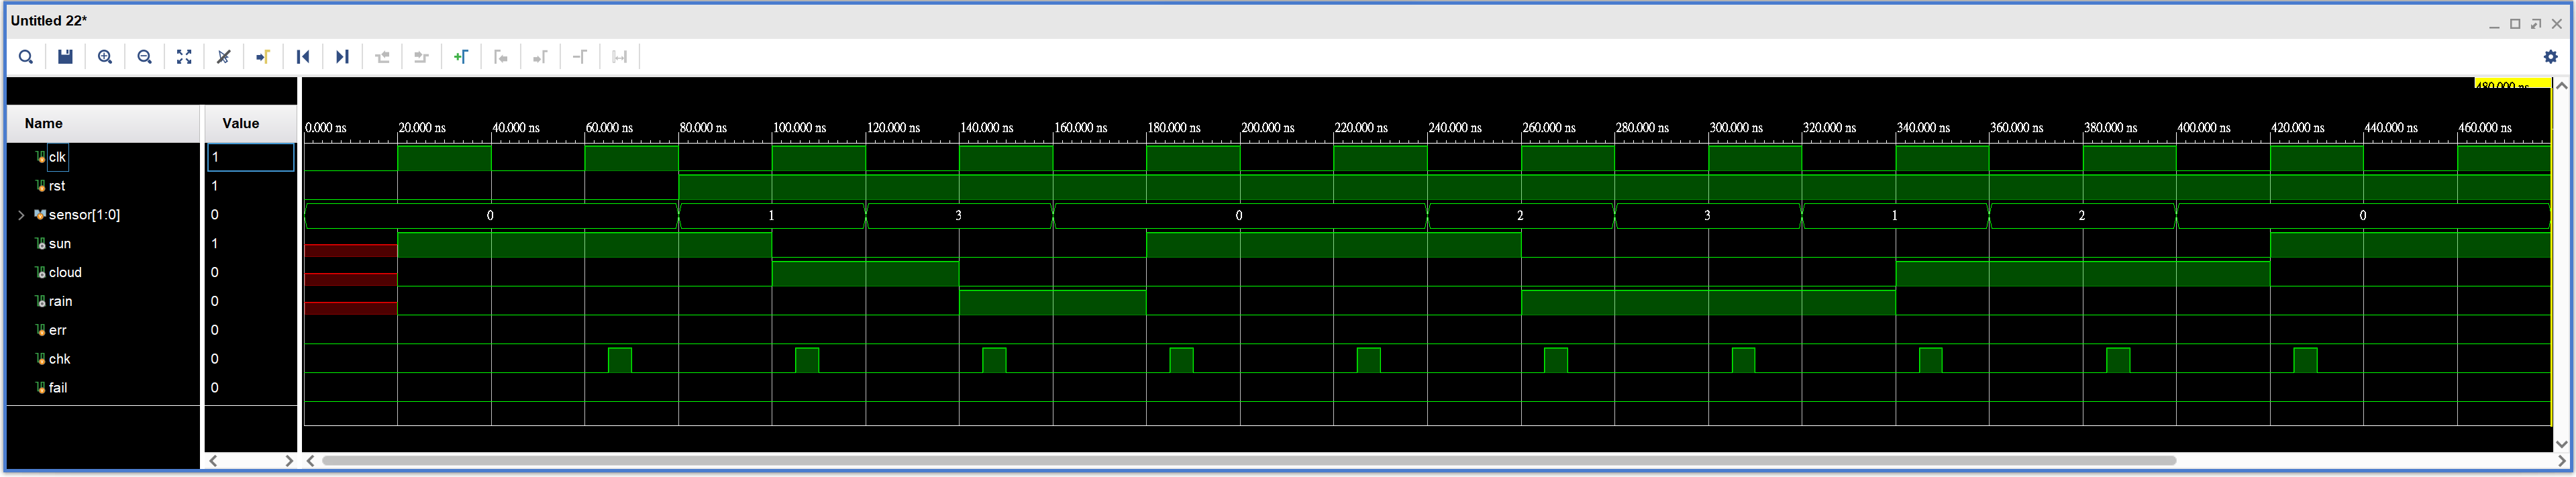 Untitled 22*
480.000 ns
Name Value
0.000 ns 20.000 ns 40.000 ns 60.000 ns 80.000 ns 100.000 ns 120.000 ns 140.000 ns 160.000 ns 180.000 ns 200.000 ns 220.000 ns 240.000 ns 260.000 ns 280.000 ns 300.000 ns 320.000 ns 340.000 ns 360.000 ns 380.000 ns 400.000 ns 420.000 ns 440.000 ns 460.000 ns
clk 1
rst 1
sensor[1:0] 0 0 1 3 0 2 3 1 2 0
sun 1
cloud 0
rain 0
err 0
chk 0
fail 0